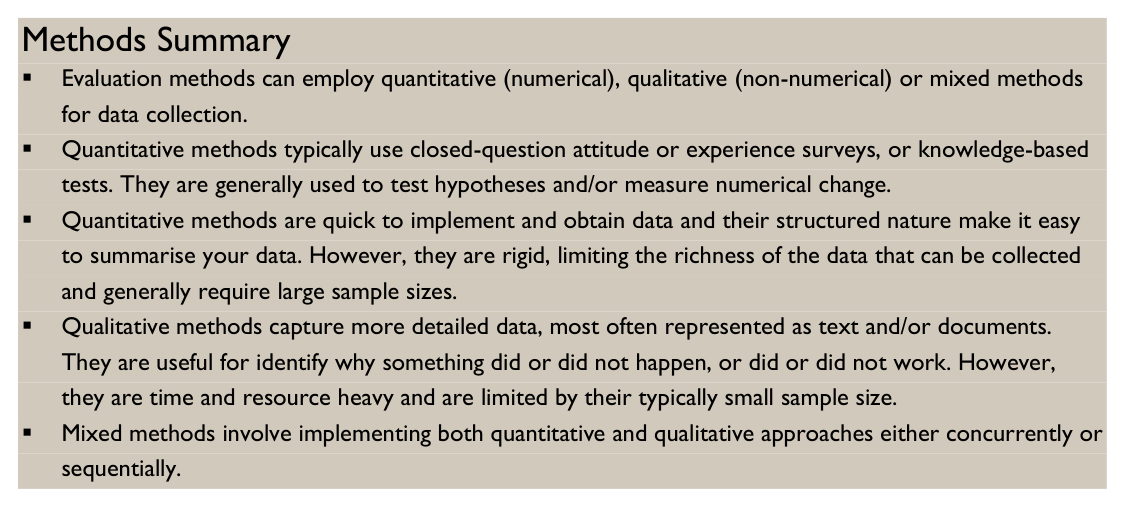 Methods Summary
▪ Evaluation methods can employ quantitative (numerical), qualitative (non-numerical) or mixed methods
for data collection.
▪ Quantitative methods typically use closed-question attitude or experience surveys, or knowledge-based
tests. They are generally used to test hypotheses and/or measure numerical change.
▪ Quantitative methods are quick to implement and obtain data and their structured nature make it easy
to summarise your data. However, they are rigid, limiting the richness of the data that can be collected
and generally require large sample sizes.
▪ Qualitative methods capture more detailed data, most often represented as text and/or documents.
They are useful for identify why something did or did not happen, or did or did not work. However,
they are time and resource heavy and are limited by their typically small sample size.
▪ Mixed methods involve implementing both quantitative and qualitative approaches either concurrently or
sequentially.